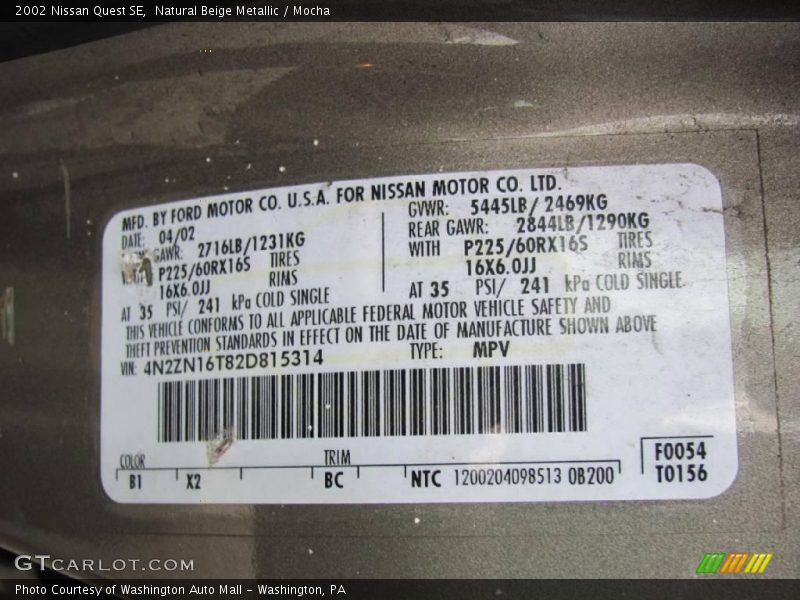 2002 Nissan Quest SE, Natural Beige Metallic / Mocha
MFD. BY FORD MOTOR CO. U.S.A. FOR NISSAN MOTOR CO. LTD.
DATE: 04/02
GAWR: 2716LB/1231KG
P225/60RX16S TIRES
16X6.0JJ RIMS
AT 35 PSI/ 241 kPa COLD SINGLE
GVWR: 5445LB/ 2469KG
REAR GAWR: 2844LB/1290KG
WITH P225/60RX16S TIRES
16X6.0JJ RIMS
AT 35 PSI/ 241 kPa COLD SINGLE
THIS VEHICLE CONFORMS TO ALL APPLICABLE FEDERAL MOTOR VEHICLE SAFETY AND
THEFT PREVENTION STANDARDS IN EFFECT ON THE DATE OF MANUFACTURE SHOWN ABOVE
VIN: 4N2ZN16T82D815314 TYPE: MPV
COLOR TRIM
B1 X2 BC NTC 1200204098513 0B200
F0054
T0156
GTCARLOT.COM
Photo Courtesy of Washington Auto Mall - Washington, PA